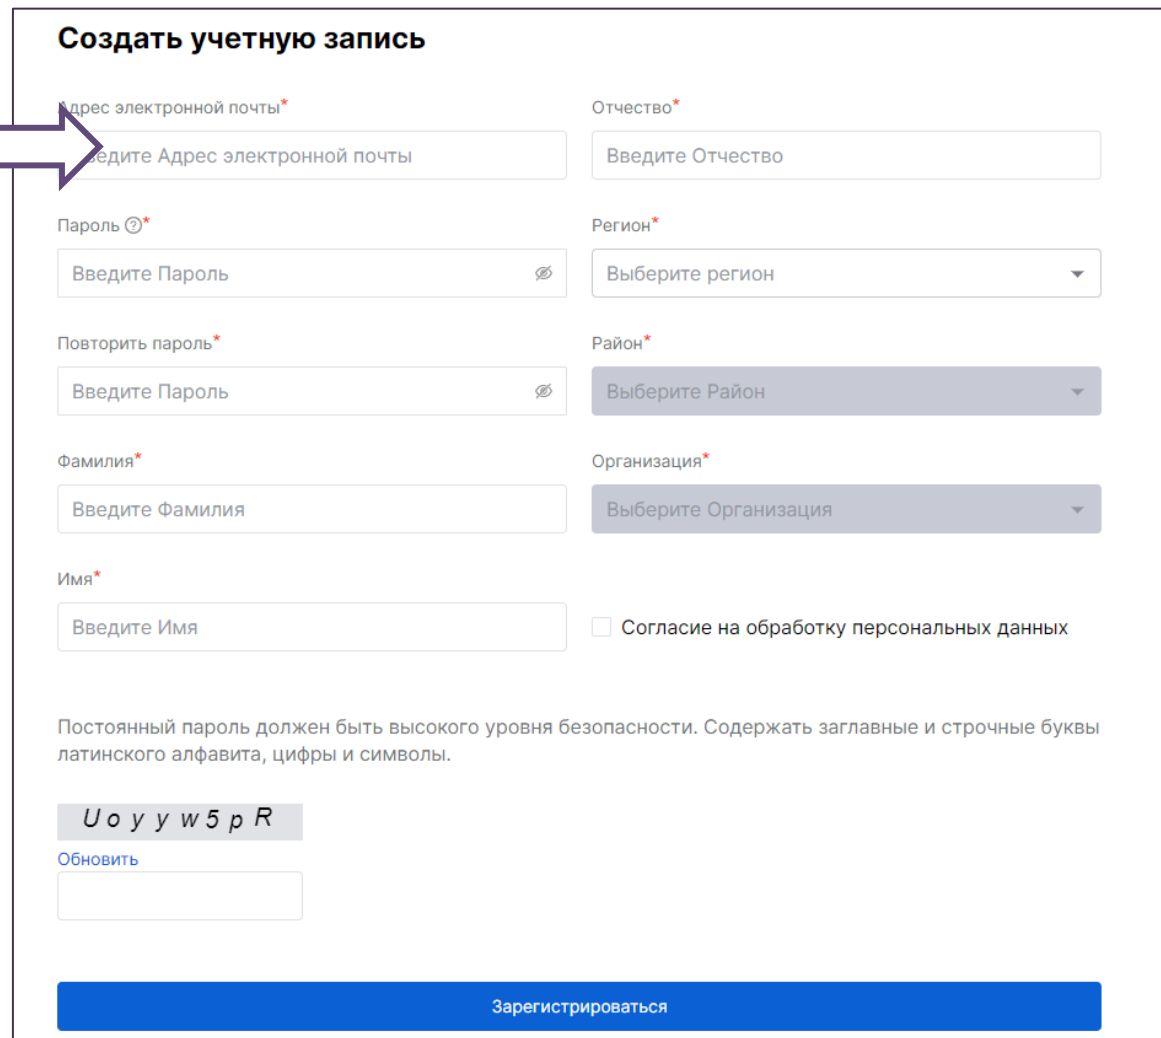 Создать учетную запись
Адрес электронной почты*
Отчество*
Введите Адрес электронной почты
Введите Отчество
Пароль ?*
Регион*
Введите Пароль
Выберите регион
Повторить пароль*
Район*
Введите Пароль
Выберите Район
Фамилия*
Организация*
Введите Фамилия
Выберите Организация
Имя*
Введите Имя
Согласие на обработку персональных данных
Постоянный пароль должен быть высокого уровня безопасности. Содержать заглавные и строчные буквы
латинского алфавита, цифры и символы.
U o y y w 5 p R
Обновить
Зарегистрироваться